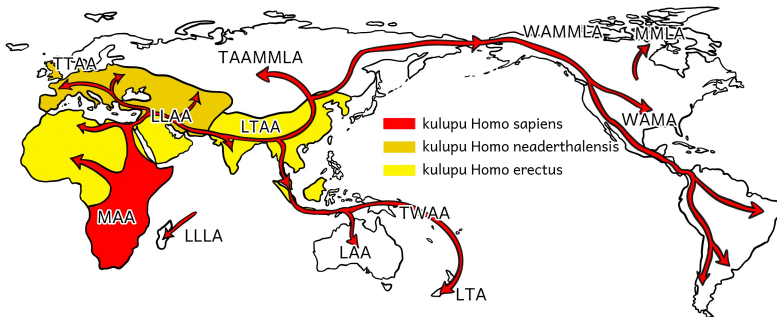 WAMMLA
MMLA
TAAMMLA
TTAA
LLAA
LTAA
WAMA
kulupu Homo sapiens
kulupu Homo neaderthalensis
kulupu Homo erectus
MAA
TWAA
LLLA
LAA
LTA